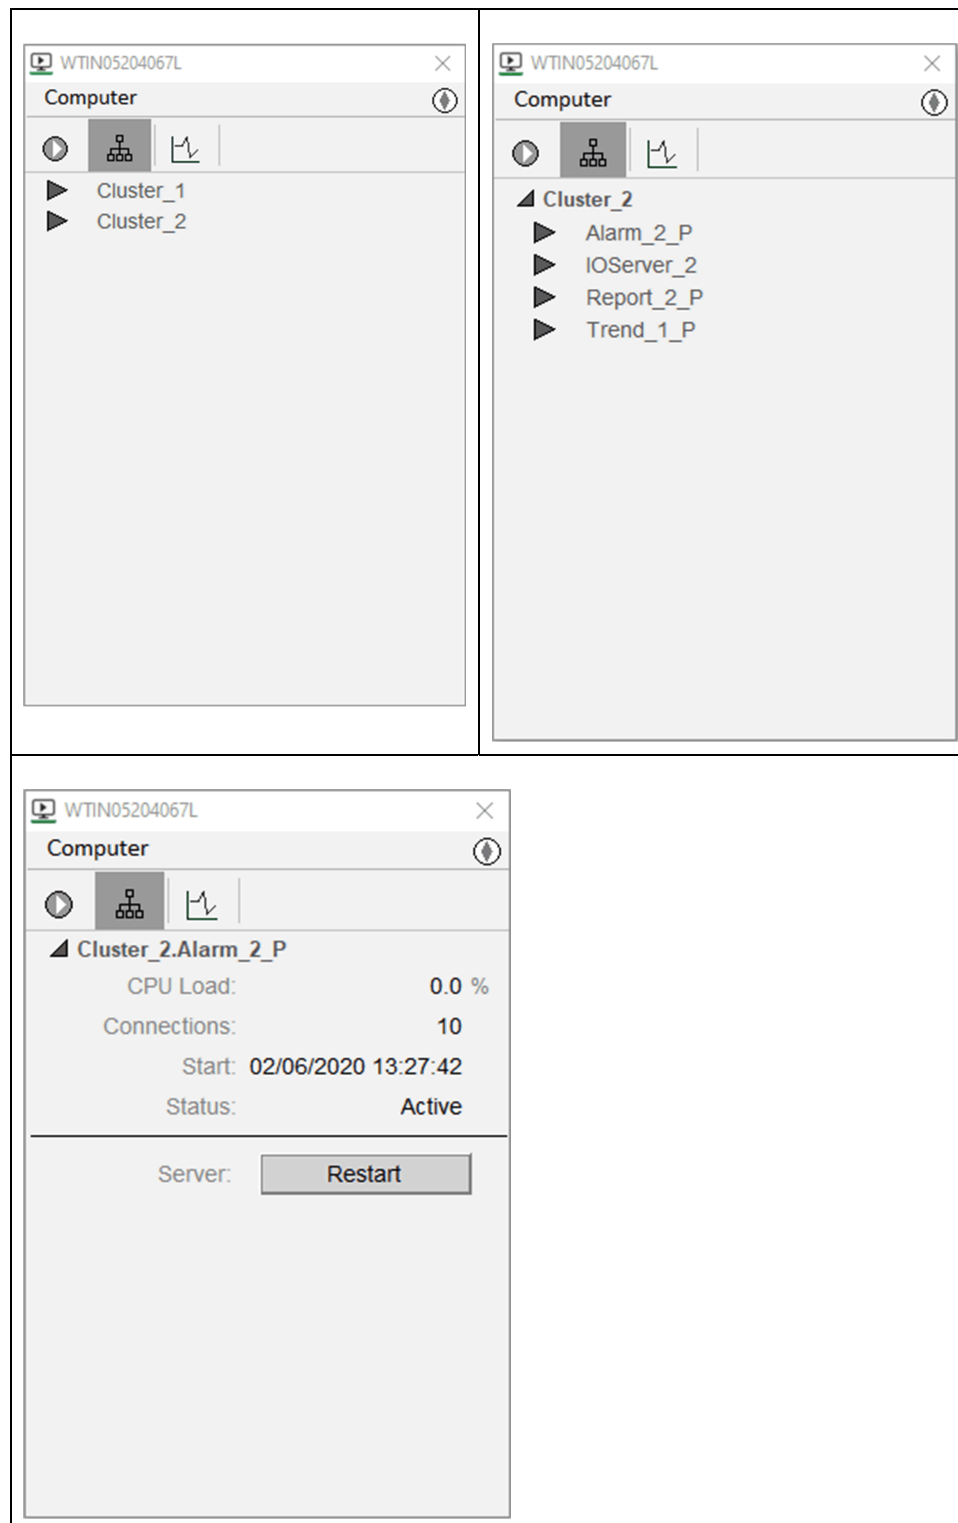 WTIN05204067L
Computer
Cluster_1
Cluster_2
WTIN05204067L
Computer
Cluster_2
Alarm_2_P
IOServer_2
Report_2_P
Trend_1_P
WTIN05204067L
Computer
Cluster_2.Alarm_2_P
CPU Load: 0.0 %
Connections: 10
Start: 02/06/2020 13:27:42
Status: Active
Server: Restart